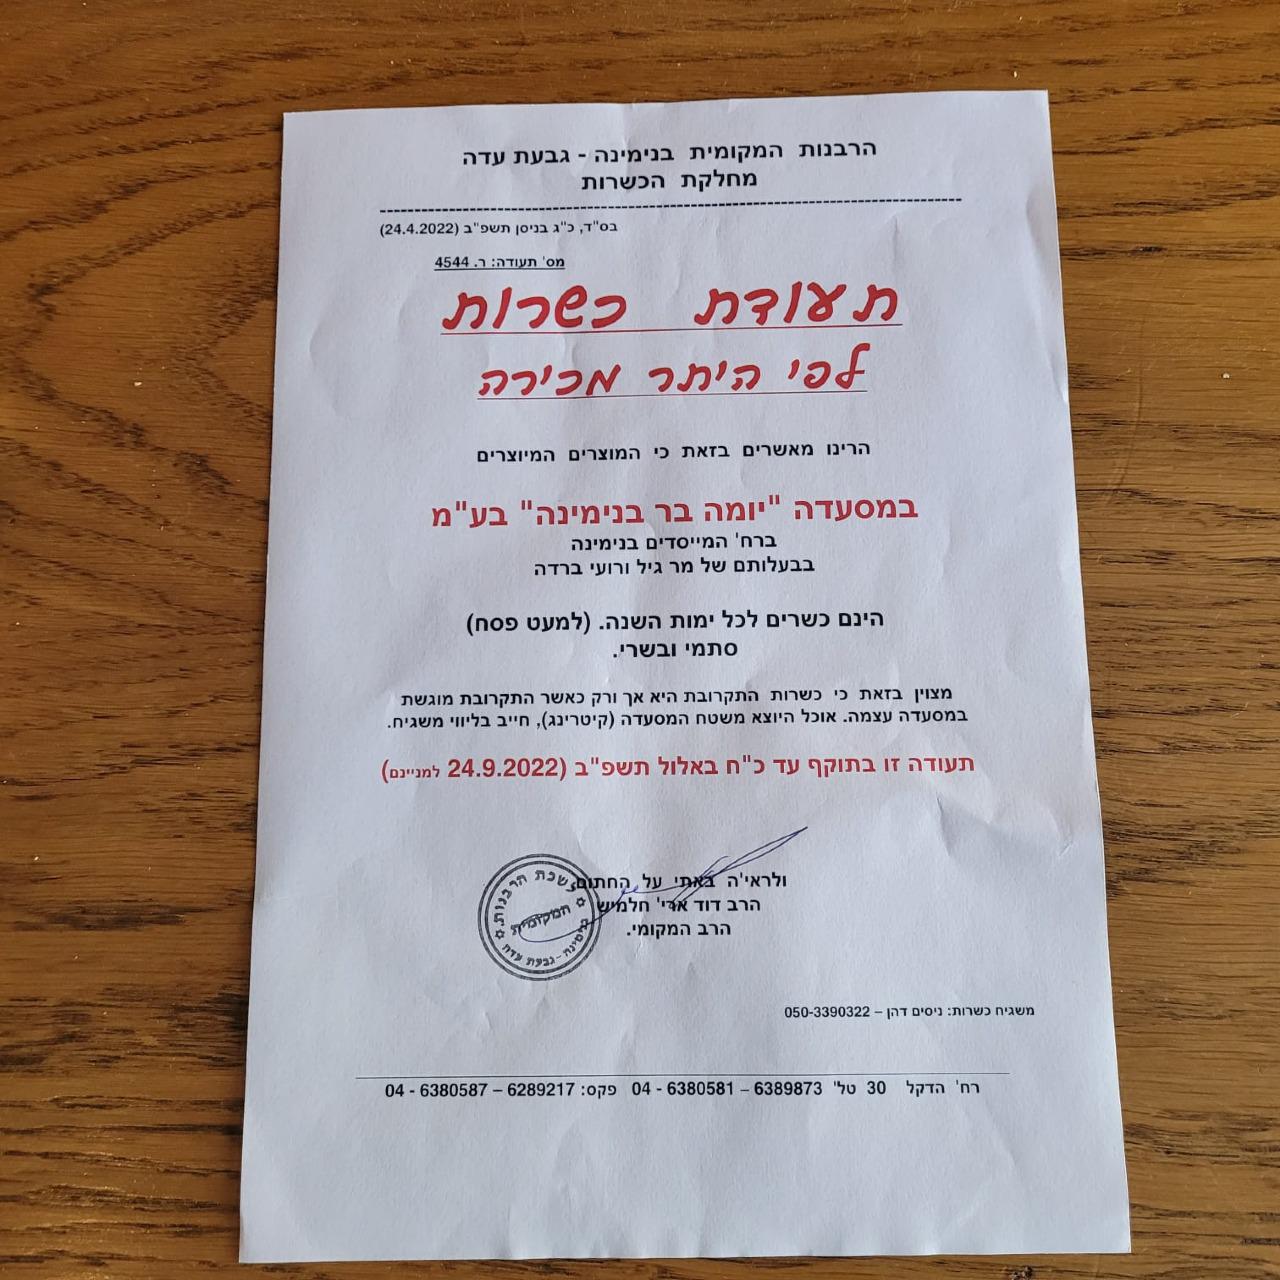 הרבנות המקומית בנימינה - גבעת עדה
מחלקת הכשרות
בס"ד, כ"ג בניסן תשפ"ב (24.4.2022)
מס' תעודה: ר. 4544
תעודת כשרות
לפי היתר מכירה
הרינו מאשרים בזאת כי המוצרים המיוצרים
במסעדה "יומה בר בנימינה" בע"מ
ברח' המייסדים בנימינה
בבעלותם של מר גיל ורועי ברדה
הינם כשרים לכל ימות השנה. (למעט פסח)
סתמי ובשרי.
מצוין בזאת כי כשרות התקרובת היא אך ורק כאשר התקרובת מוגשת
במסעדה עצמה. אוכל היוצא משטח המסעדה (קיטרינג), חייב בליווי משגיח.
תעודה זו בתוקף עד כ"ח באלול תשפ"ב (24.9.2022 למניינם)
ולראי'ה באתי על החתום
הרב דוד ארי' חלמיש
הרב המקומי.
לשכת הרבנות
המקומית
בנימינה-גבעת עדה
משגיח כשרות: ניסים דהן – 050-3390322
רח' הדקל 30 טל' 6389873 – 6380581 - 04 פקס: 6289217 – 6380587 - 04